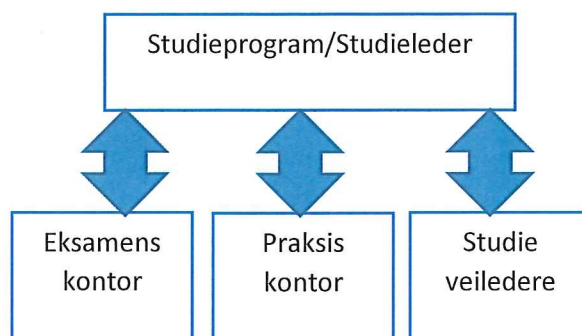 Studieprogram/Studieleder
Eksamens
kontor
Praksis
kontor
Studie
veiledere